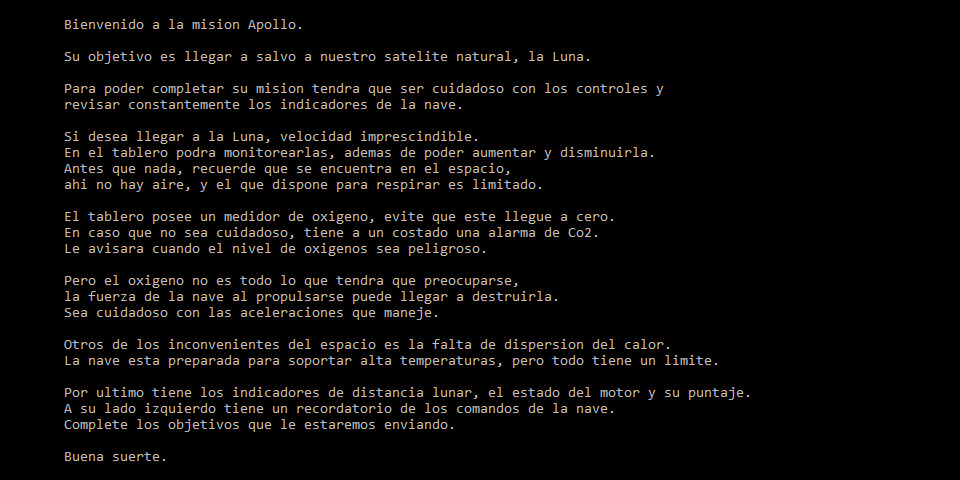 Bienvenido a la mision Apollo.
Su objetivo es llegar a salvo a nuestro satelite natural, la Luna.
Para poder completar su mision tendra que ser cuidadoso con los controles y
revisar constantemente los indicadores de la nave.
Si desea llegar a la Luna, velocidad imprescindible.
En el tablero podra monitorearlas, ademas de poder aumentar y disminuirla.
Antes que nada, recuerde que se encuentra en el espacio,
ahi no hay aire, y el que dispone para respirar es limitado.
El tablero posee un medidor de oxigeno, evite que este llegue a cero.
En caso que no sea cuidadoso, tiene a un costado una alarma de Co2.
Le avisara cuando el nivel de oxigenos sea peligroso.
Pero el oxigeno no es todo lo que tendra que preocuparse,
la fuerza de la nave al propulsarse puede llegar a destruirla.
Sea cuidadoso con las aceleraciones que maneje.
Otros de los inconvenientes del espacio es la falta de dispersion del calor.
La nave esta preparada para soportar alta temperaturas, pero todo tiene un limite.
Por ultimo tiene los indicadores de distancia lunar, el estado del motor y su puntaje.
A su lado izquierdo tiene un recordatorio de los comandos de la nave.
Complete los objetivos que le estaremos enviando.
Buena suerte.